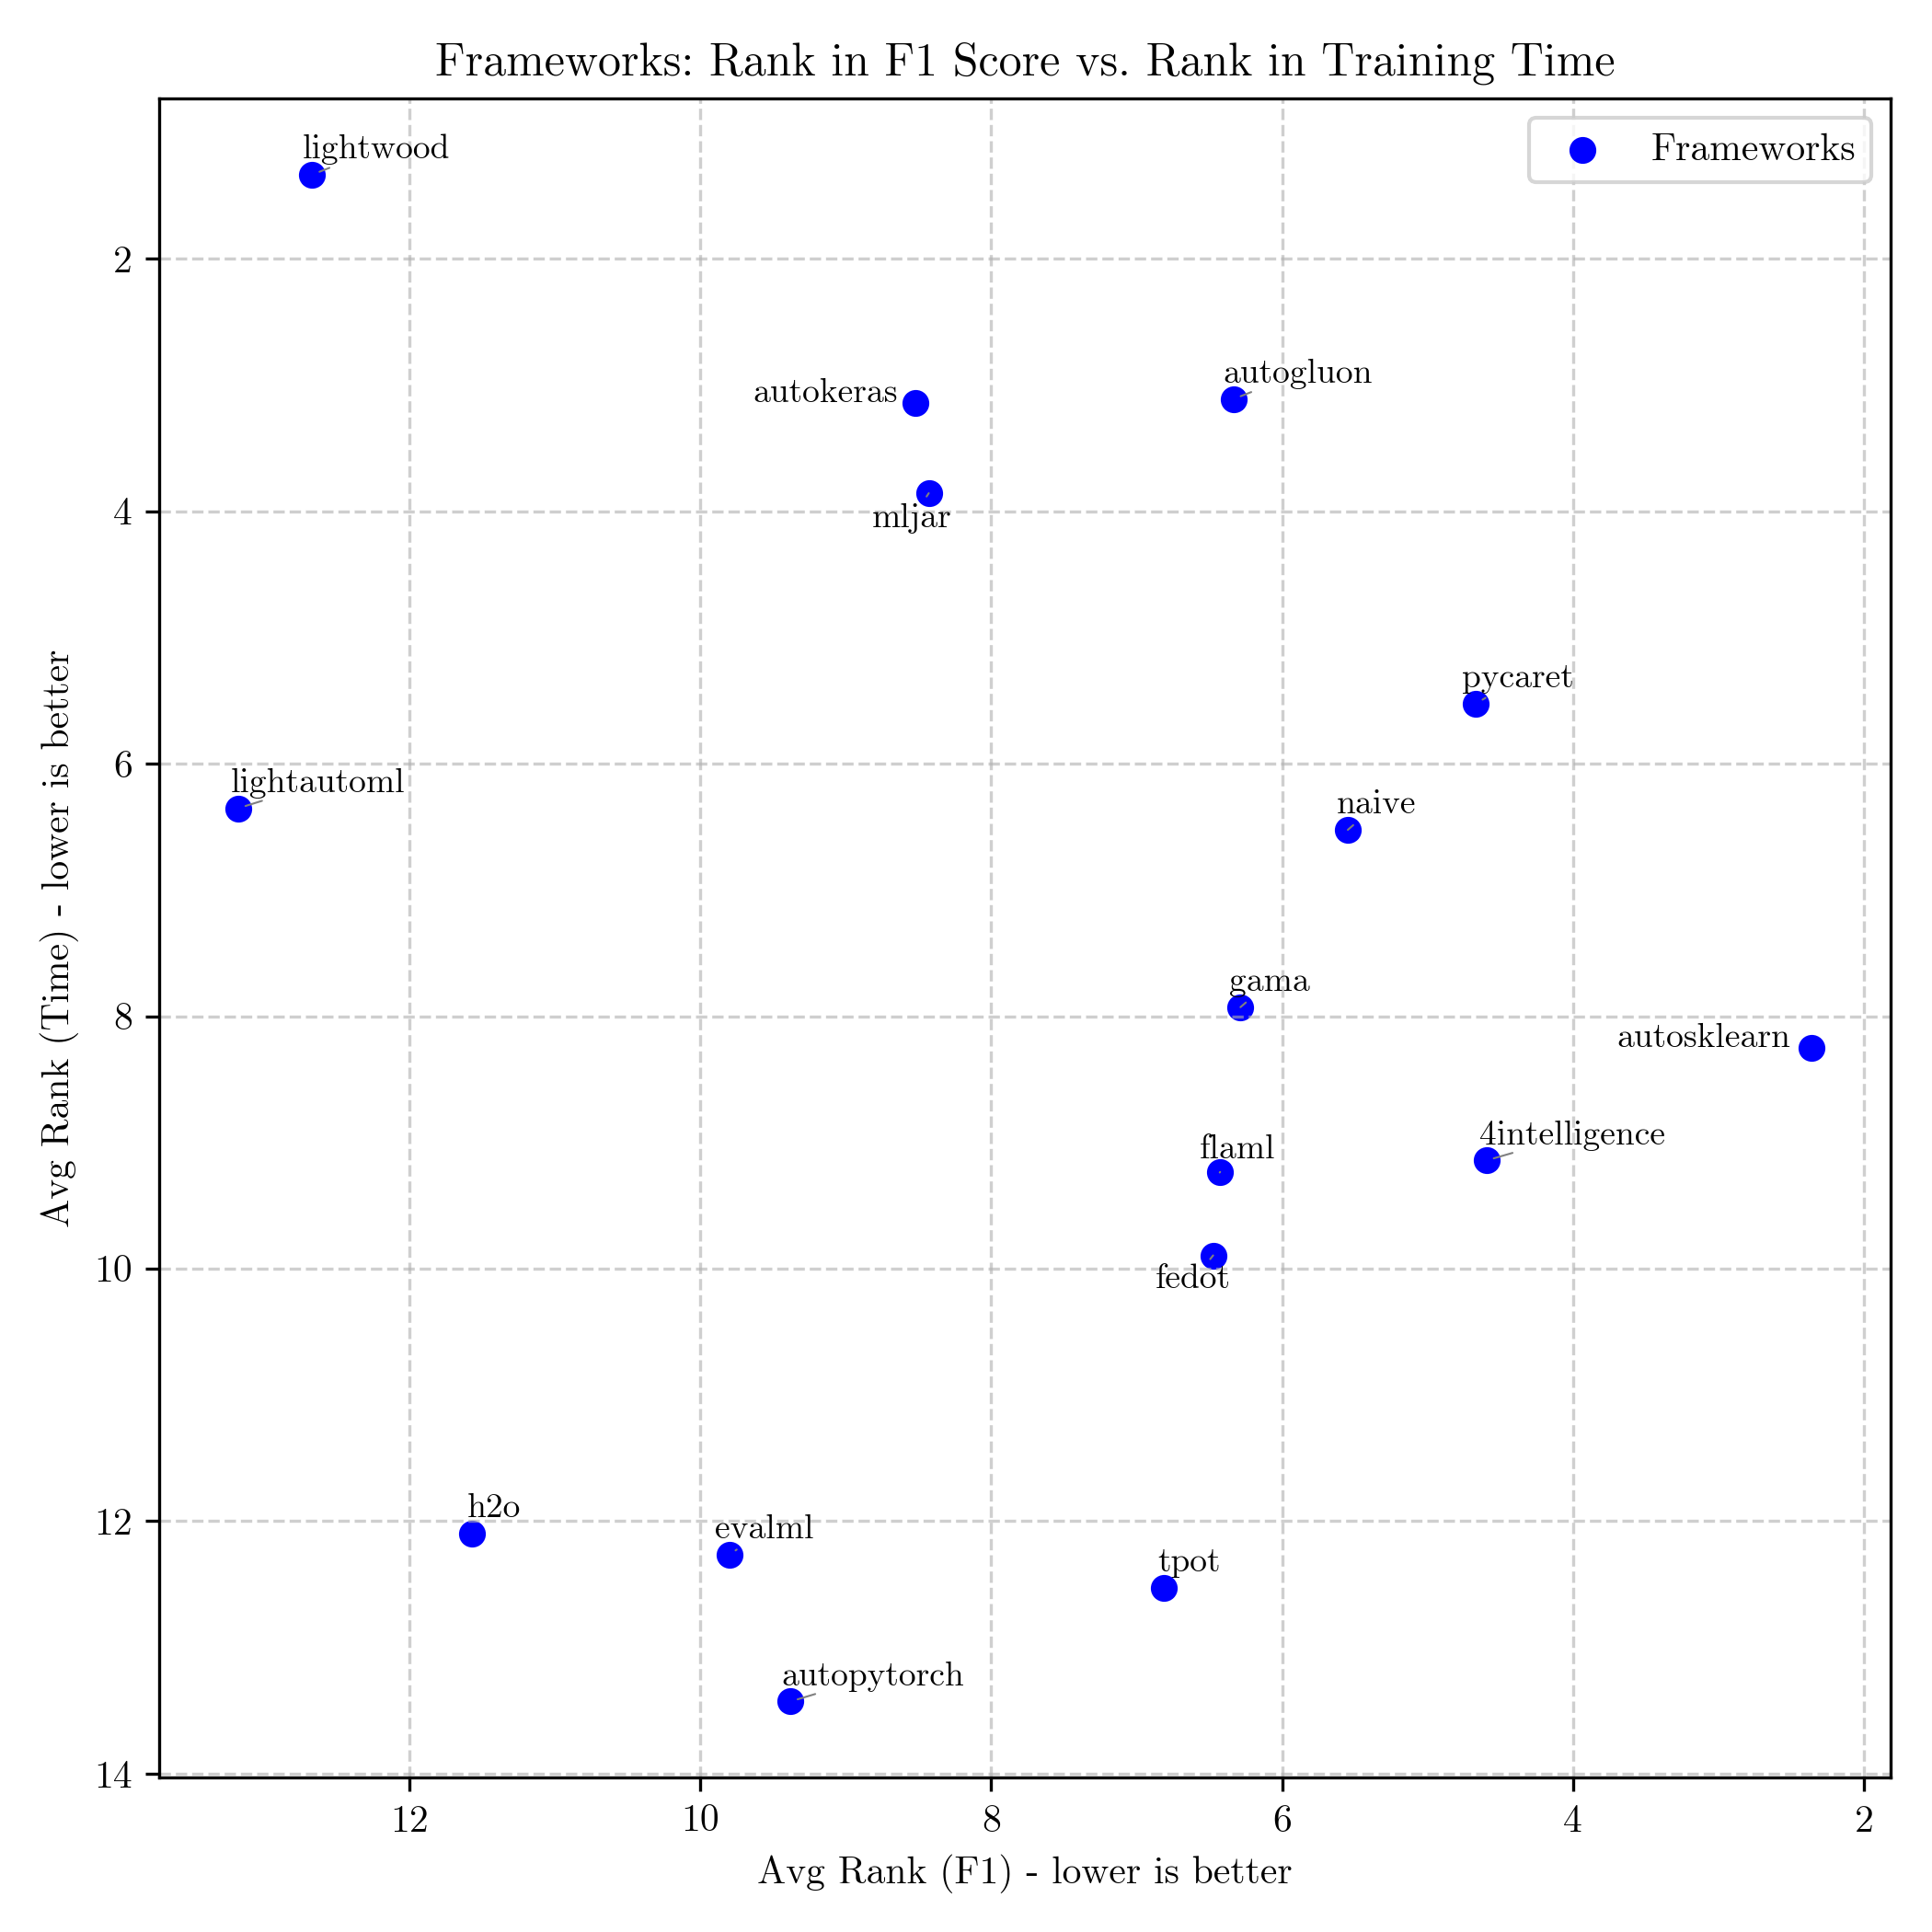 Frameworks: Rank in F1 Score vs. Rank in Training Time
Frameworks
lightwood
autokeras
autogluon
mljar
pycaret
lightautoml
naive
gama
autosklearn
4intelligence
flaml
fedot
h2o
evalml
tpot
autopytorch
Avg Rank (Time) - lower is better
2
4
6
8
10
12
14
12
10
8
6
4
2
Avg Rank (F1) - lower is better